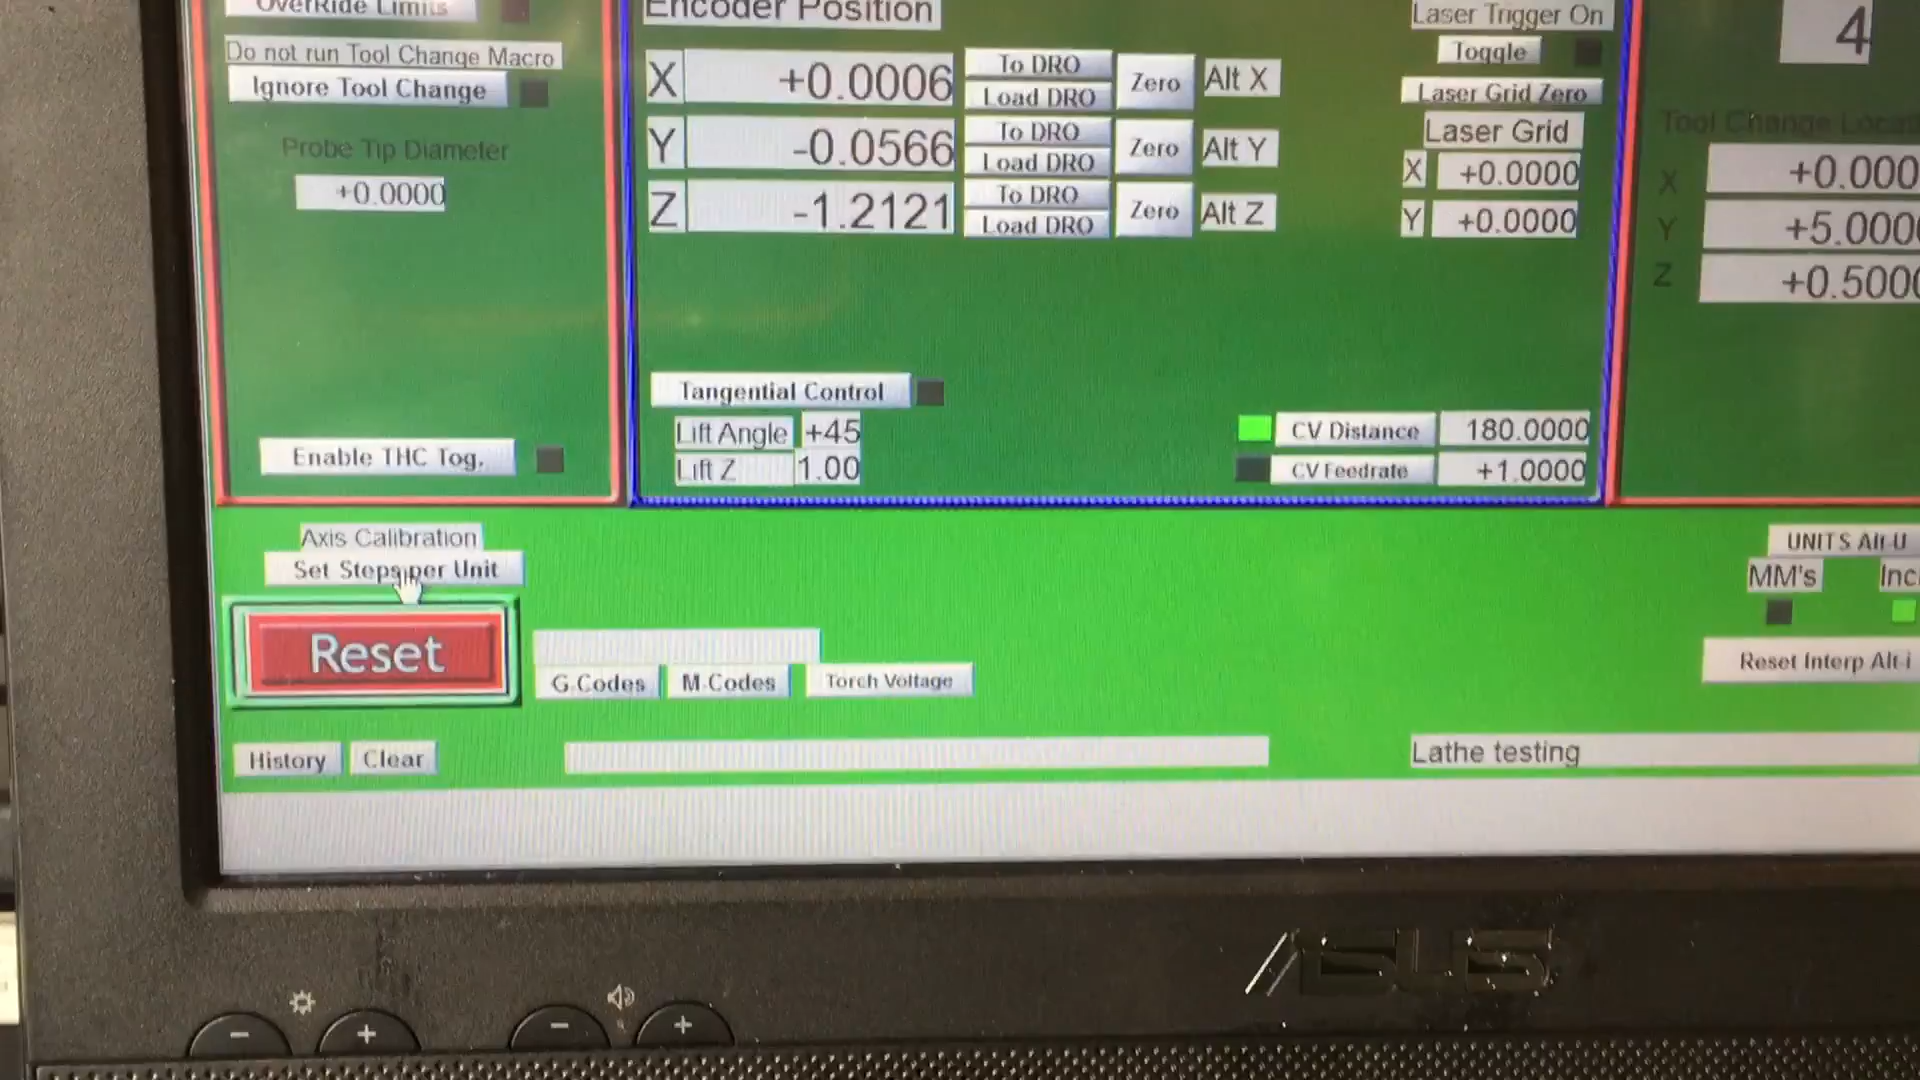 OverRide Limits
Do not run Tool Change Macro
Ignore Tool Change
Probe Tip Diameter
+0.0000
Enable THC Tog.
Encoder Position
X +0.0006 To DRO Load DRO Zero Alt X
Y -0.0566 To DRO Load DRO Zero Alt Y
Z -1.2121 To DRO Load DRO Zero Alt Z
Laser Trigger On
Toggle
Laser Grid Zero
Laser Grid
X +0.0000
Y +0.0000
Tangential Control
Lift Angle +45
Lift Z 1.00
CV Distance 180.0000
CV Feedrate +1.0000
4
Tool Change
X +0.000
Y +5.000
Z +0.500
Axis Calibration
Set Steps per Unit
Reset
G-Codes M-Codes Torch Voltage
History Clear
Lathe testing
UNITS Alt-U
MM's Inc
Reset Interp Alt-i
ASUS
− + − +